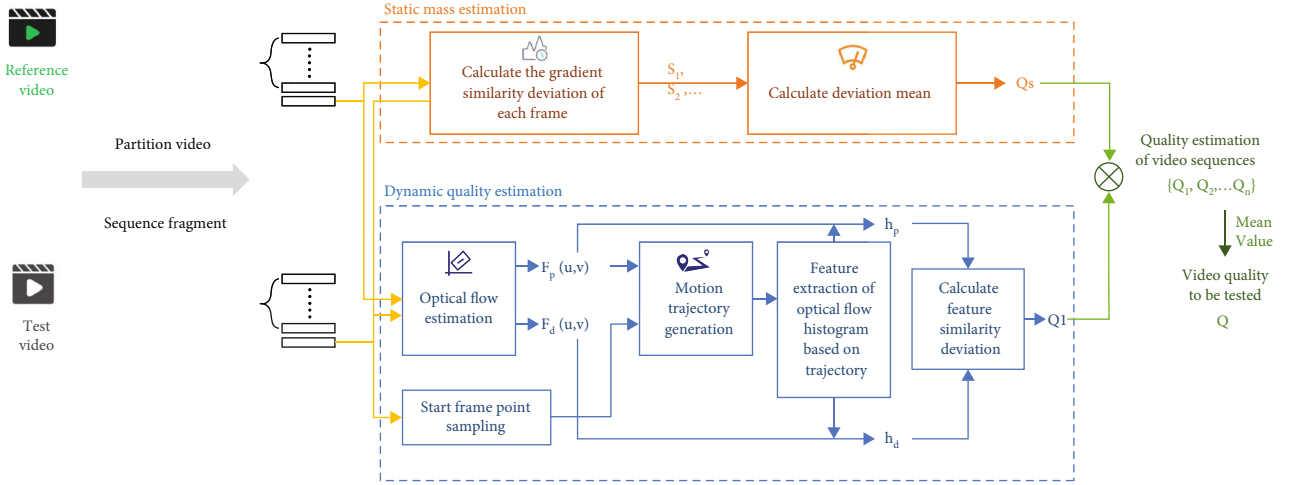 Static mass estimation
Reference
video
Calculate the gradient
similarity deviation of
each frame
S1,
S2 ,...
Calculate deviation mean
Qs
Partition video
Sequence fragment
Quality estimation
of video sequences
{Q1, Q2,...Qn}
Mean
Value
Video quality
to be tested
Q
Dynamic quality estimation
Test
video
Optical flow
estimation
Fp (u,v)
Fd (u,v)
Start frame point
sampling
Motion
trajectory
generation
Feature
extraction of
optical flow
histogram
based on
trajectory
hp
hd
Calculate
feature
similarity
deviation
Q1